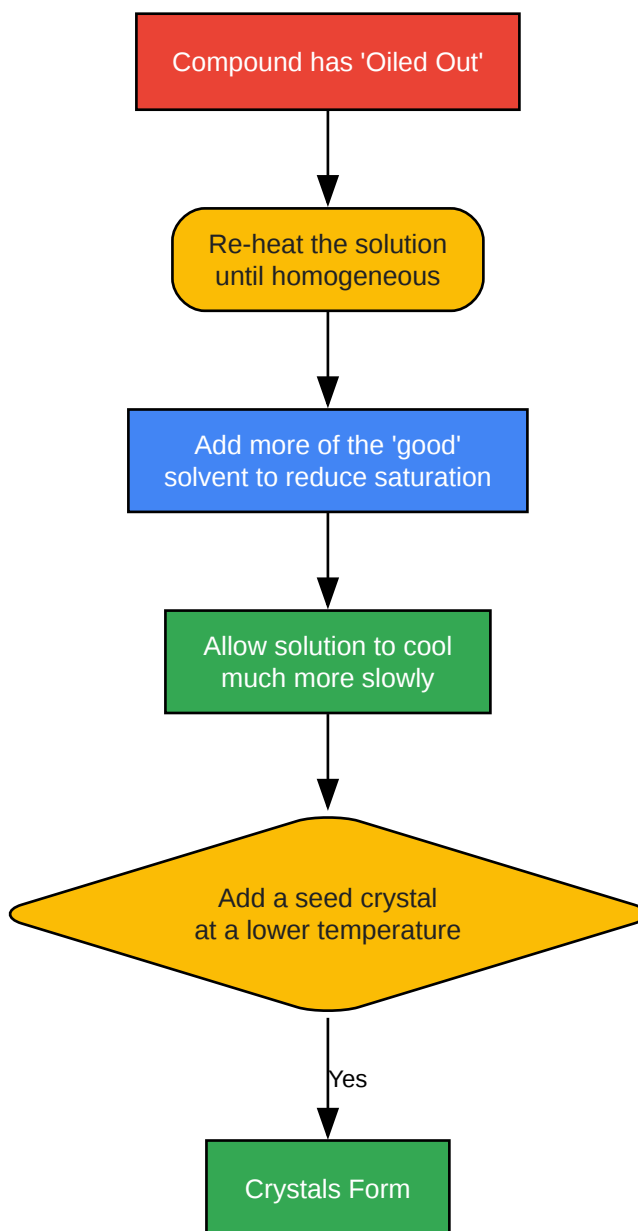 Compound has 'Oiled Out'
Re-heat the solution
until homogeneous
Add more of the 'good'
solvent to reduce saturation
Allow solution to cool
much more slowly
Add a seed crystal
at a lower temperature
Yes
Crystals Form